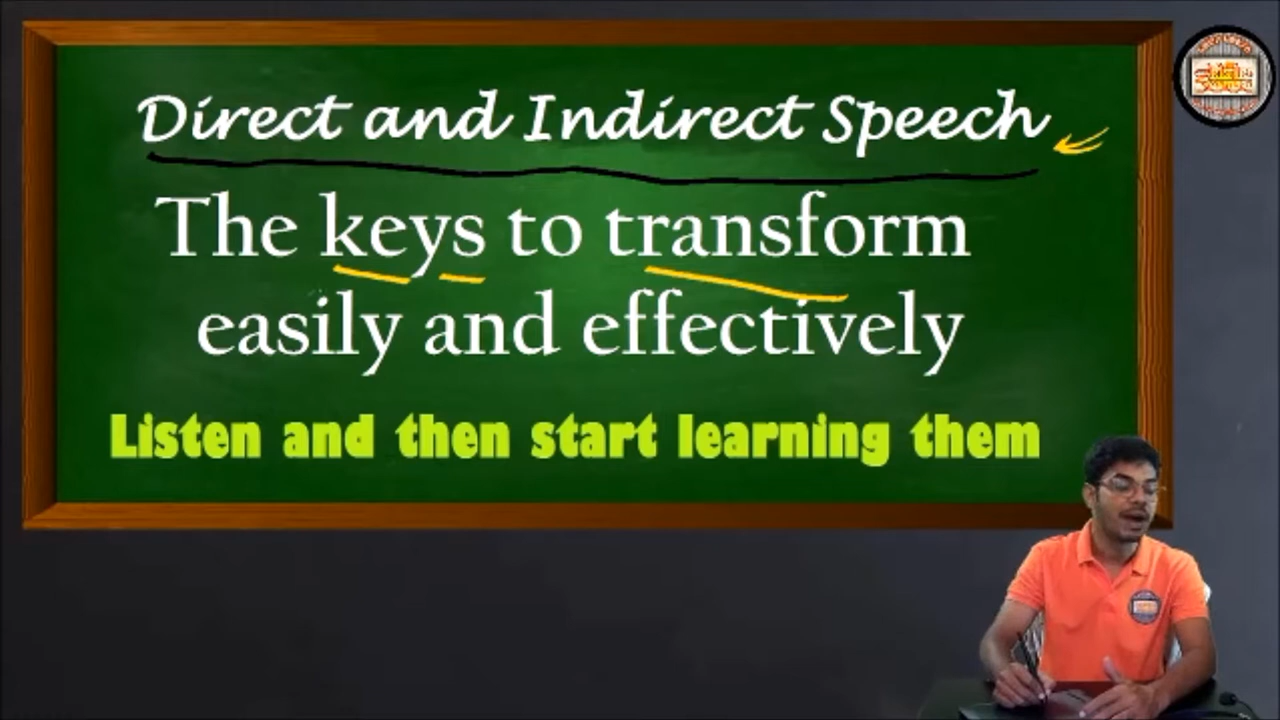 Direct and Indirect Speech
The keys to transform
easily and effectively
Listen and then start learning them